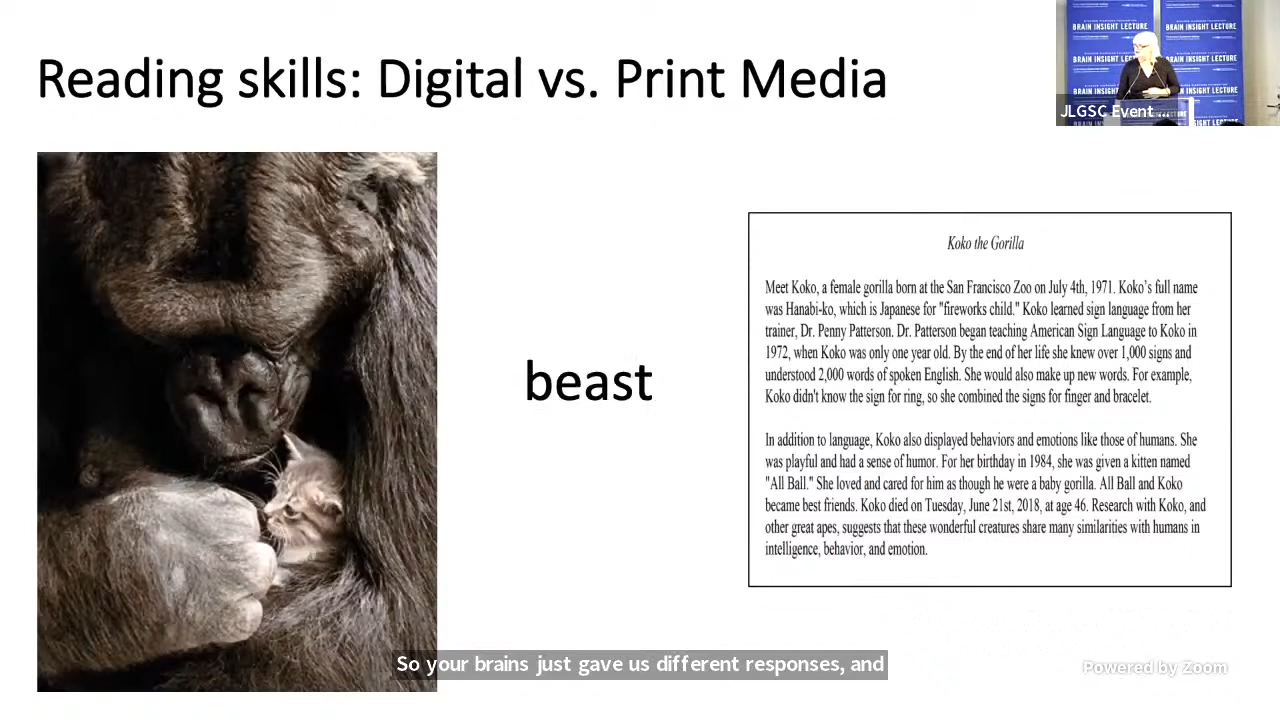 Reading skills: Digital vs. Print Media
BRAIN INSIGHT LECTURE
BRAIN INSIGHT LECTURE
JLGSC Event ...
beast
Koko the Gorilla
Meet Koko, a female gorilla born at the San Francisco Zoo on July 4th, 1971. Koko's full name
was Hanabi-ko, which is Japanese for "fireworks child." Koko learned sign language from her
trainer, Dr. Penny Patterson. Dr. Patterson began teaching American Sign Language to Koko in
1972, when Koko was only one year old. By the end of her life she knew over 1,000 signs and
understood 2,000 words of spoken English. She would also make up new words. For example,
Koko didn't know the sign for ring, so she combined the signs for finger and bracelet.
In addition to language, Koko also displayed behaviors and emotions like those of humans. She
was playful and had a sense of humor. For her birthday in 1984, she was given a kitten named
"All Ball." She loved and cared for him as though he were a baby gorilla. All Ball and Koko
became best friends. Koko died on Tuesday, June 21st, 2018, at age 46. Research with Koko, and
other great apes, suggests that these wonderful creatures share many similarities with humans in
intelligence, behavior, and emotion.
So your brains just gave us different responses, and
Powered by Zoom